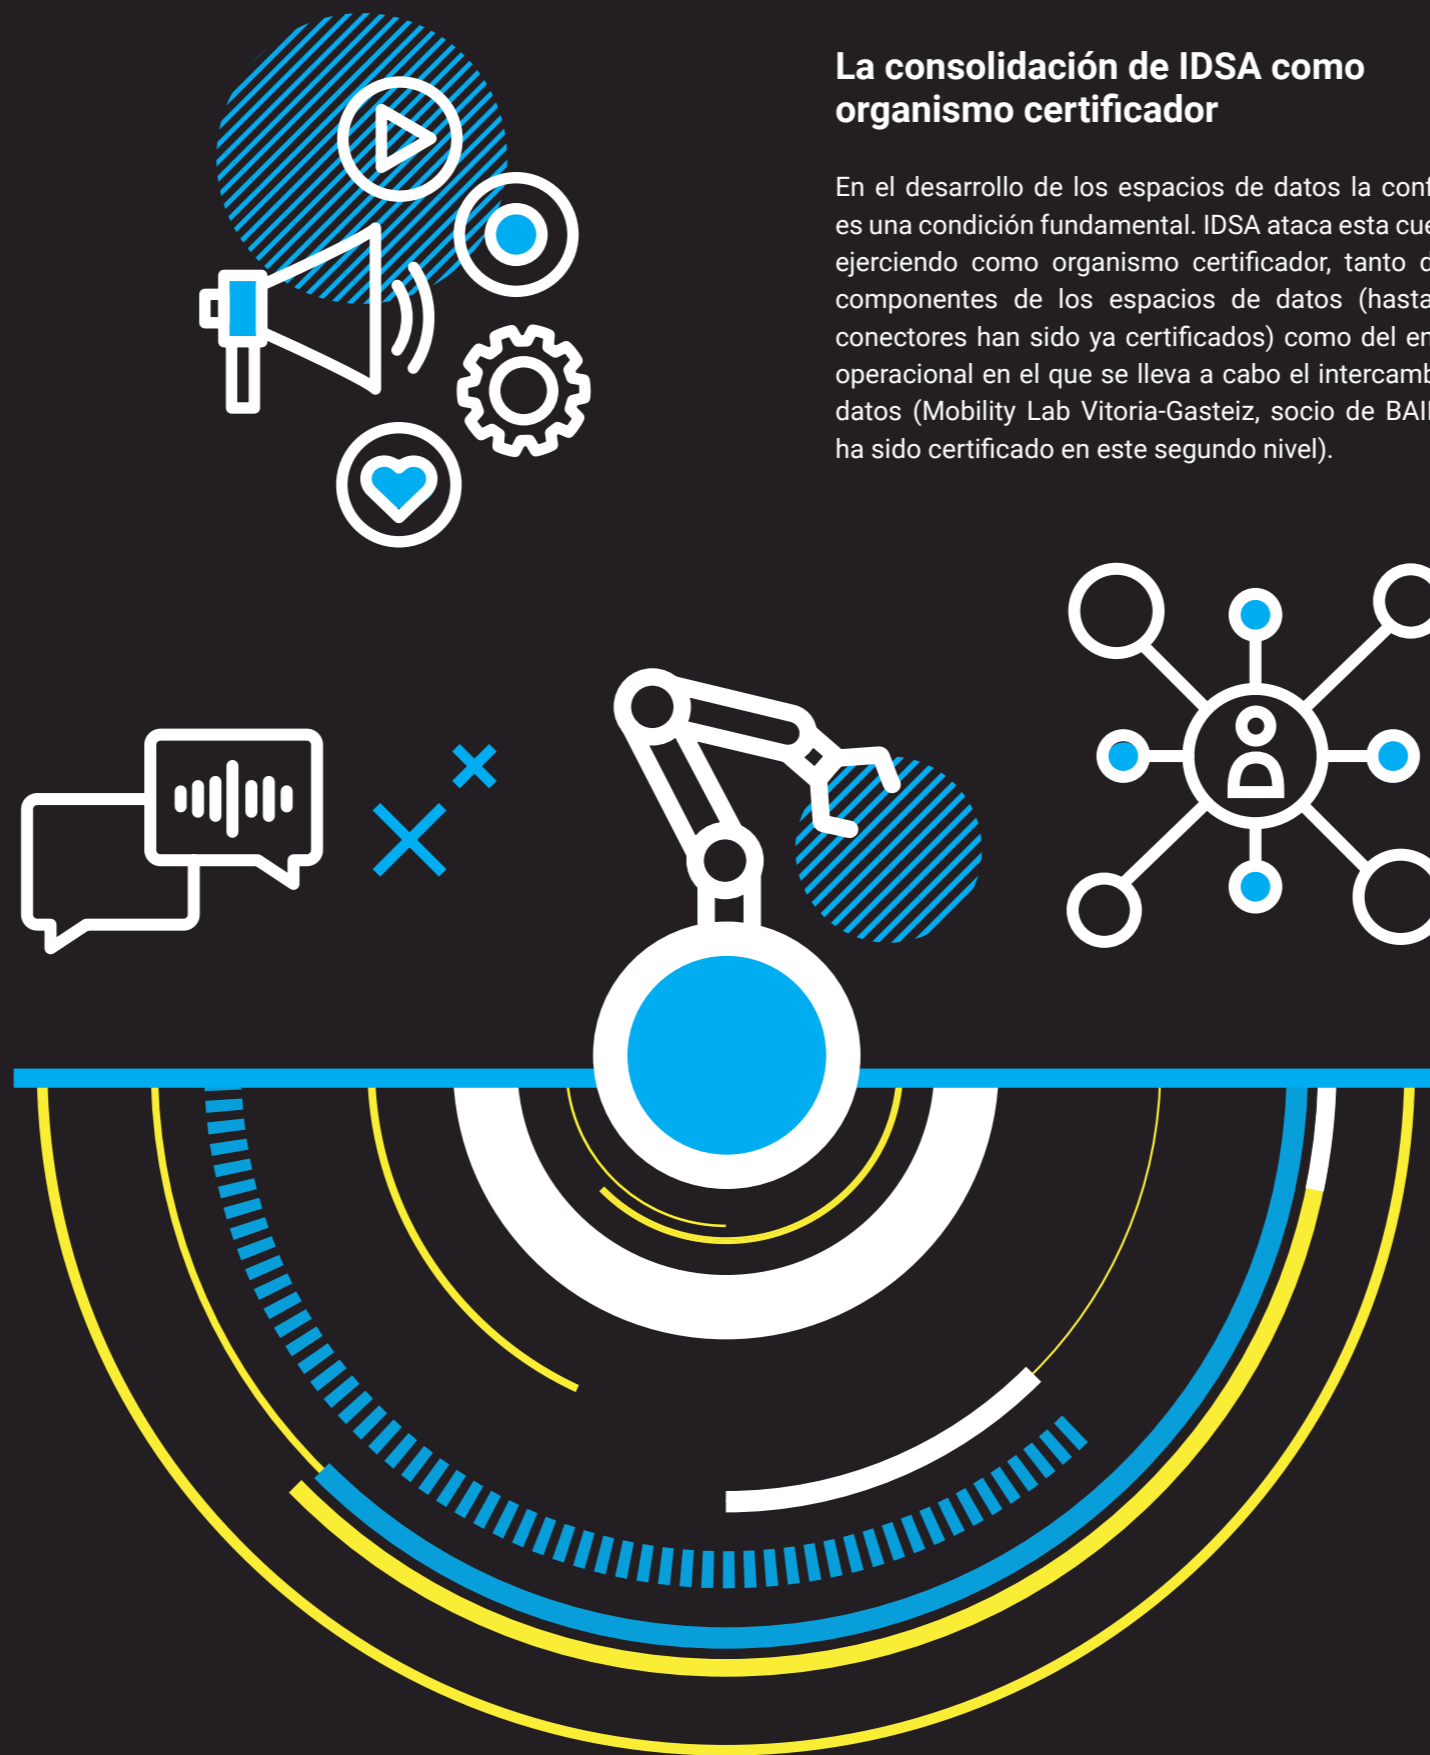 La consolidación de IDSA como
organismo certificador
En el desarrollo de los espacios de datos la
es una condición fundamental. IDSA ataca esta
ejerciendo como organismo certificador, tanto
componentes de los espacios de datos (hasta
conectores han sido ya certificados) como del
operacional en el que se lleva a cabo el
datos (Mobility Lab Vitoria-Gasteiz, socio de
ha sido certificado en este segundo nivel).